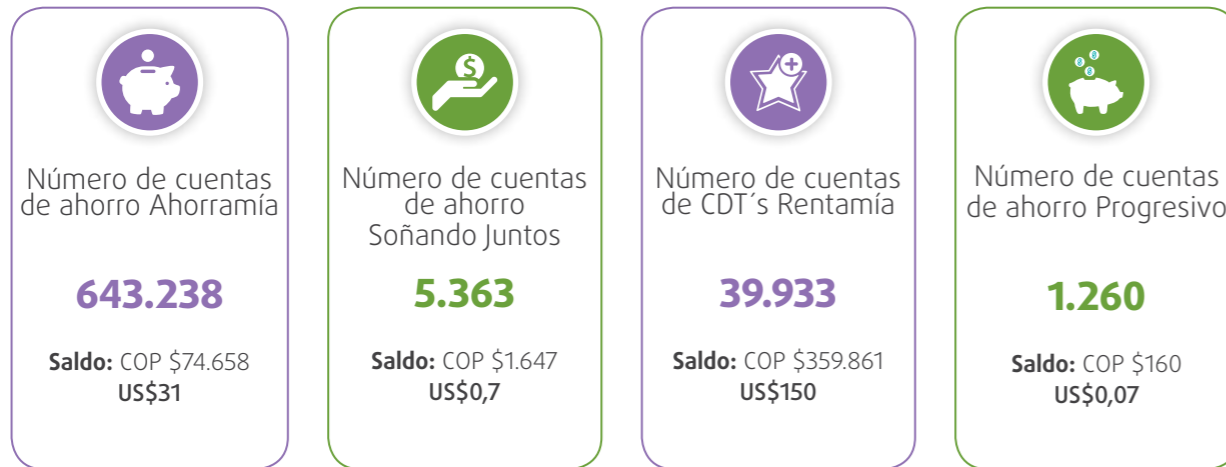 $
Número de cuentas
de ahorro Ahorramía
643.238
Saldo: COP $74.658
US$31
Número de cuentas
de ahorro
Soñando Juntos
5.363
Saldo: COP $1.647
US$0,7
Número de cuentas
de CDT´s Rentamía
39.933
Saldo: COP $359.861
US$150
Número de cuentas
de ahorro Progresivo
1.260
Saldo: COP $160
US$0,07